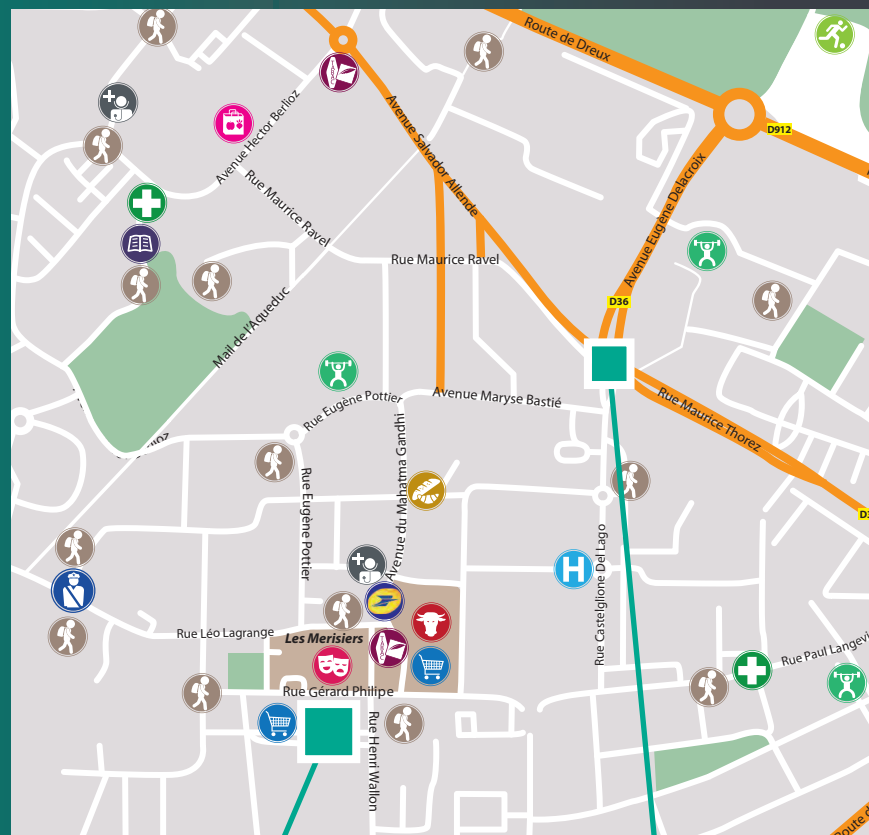 Route de Dreux
D912
Avenue Hector Berlioz
Avenue Salvador Allende
Avenue Eugène Delacroix
Rue Maurice Ravel
Rue Maurice Ravel
D36
Mail de l'Aqueduc
Rue Eugène Pottier
Avenue Maryse Bastié
Rue Maurice Thorez
Avenue du Mahatma Gandhi
Rue Eugène Pottier
H
Rue Castelglione Del Lago
Rue Léo Lagrange
Les Merisiers
Rue Paul Langevi
Rue Gérard Philipe
Rue Henri Wallon
Route d